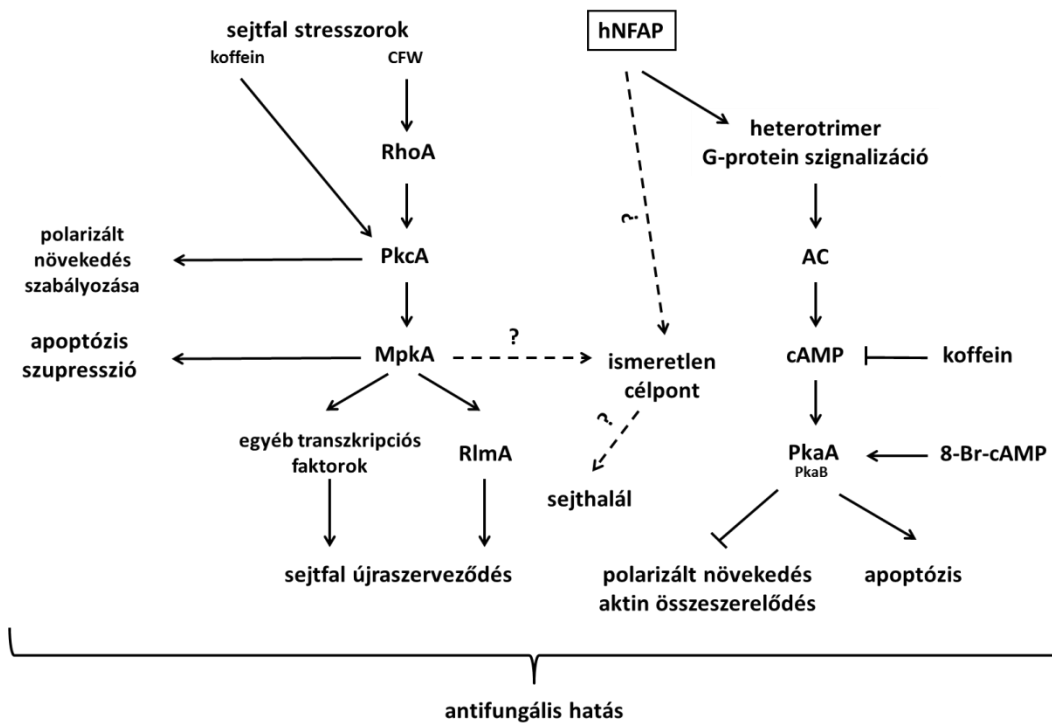 sejtfal stresszorok
koffein
CFW
hNFAP
RhoA
heterotrimer
G-protein szignalizáció
?
polarizált
növekedés
szabályozása
PkcA
AC
apoptózis
szupresszió
MpkA
?
ismeretlen
célpont
cAMP
koffein
?
egyéb transzkripciós
faktorok
RlmA
PkaA
PkaB
8-Br-cAMP
sejthalál
sejtfal újraszerveződés
polarizált növekedés
aktin összeszerelődés
apoptózis
antifungális hatás